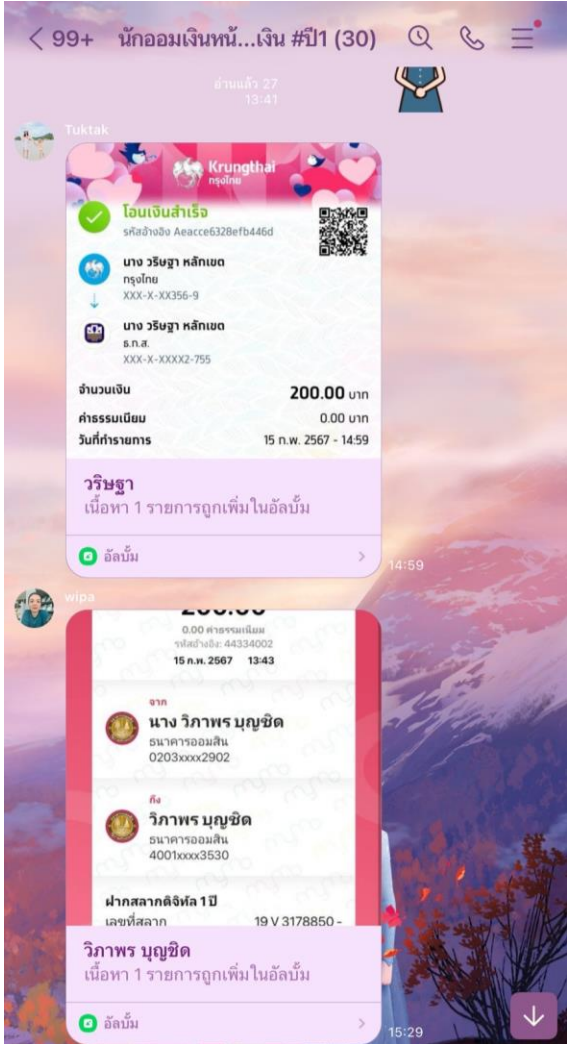 99+ นักออมเงินหน้...เงิน #ปี1 (30)
อ่านแล้ว 27
13:41
Tuktak
Krungthai
กรุงไทย
โอนเงินสำเร็จ
รหัสอ้างอิง Aeacce6328efb446d
นาง วริษฐา หลักเขต
กรุงไทย
XXX-X-XX356-9
นาง วริษฐา หลักเขต
ธ.ก.ส.
XXX-X-XXXX2-755
จำนวนเงิน 200.00 บาท
ค่าธรรมเนียม 0.00 บาท
วันที่ทำรายการ 15 ก.พ. 2567 - 14:59
วริษฐา
เนื้อหา 1 รายการถูกเพิ่มในอัลบั้ม
อัลบั้ม
14:59
wipa
0.00 ค่าธรรมเนียม
รหัสอ้างอิง: 44334002
15 ก.พ. 2567 13:43
จาก
นาง วิภาพร บุญชิด
ธนาคารออมสิน
0203xxxx2902
ถึง
วิภาพร บุญชิด
ธนาคารออมสิน
4001xxxx3530
ฝากสลากดิจิทัล 1 ปี
เลขที่สลาก 19 V 3178850 -
วิภาพร บุญชิด
เนื้อหา 1 รายการถูกเพิ่มในอัลบั้ม
อัลบั้ม
15:29